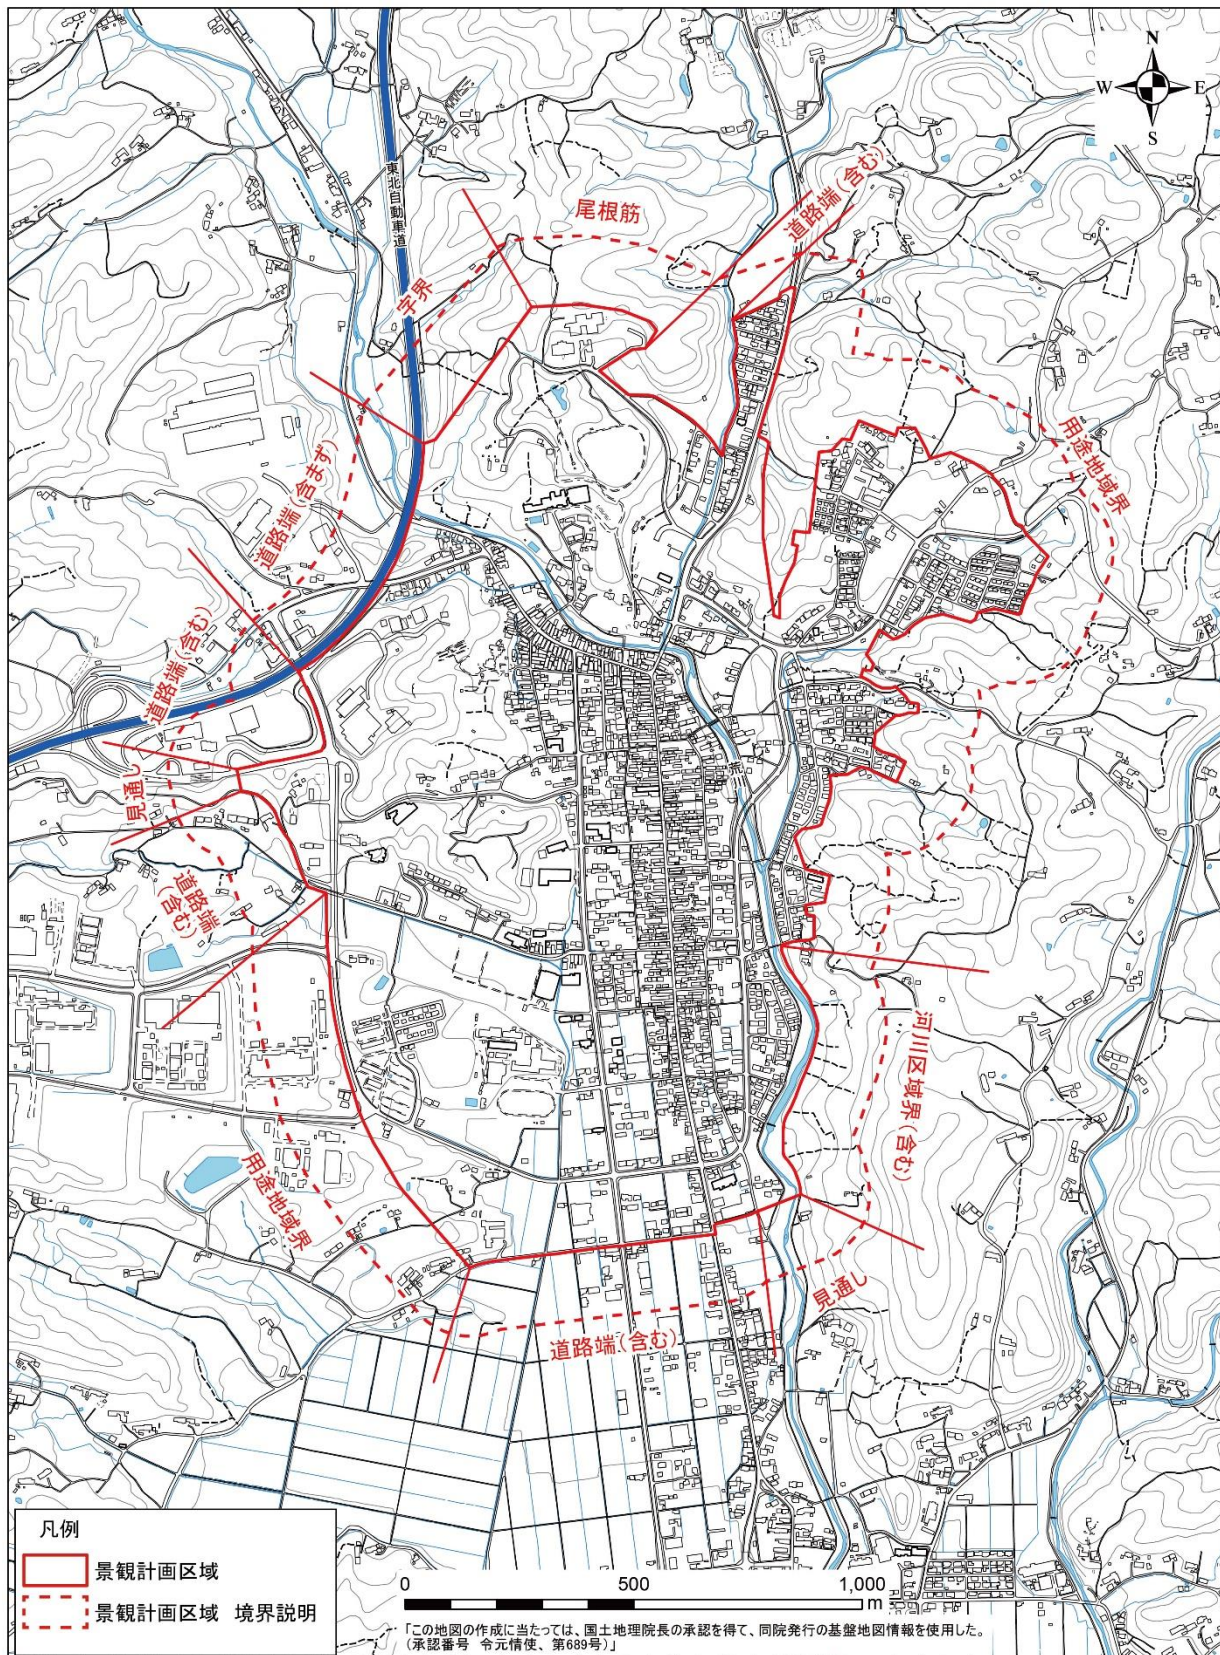 N
W
E
S
東北自動車道
尾根筋
道路端(含む)
字界
用途地域界
道路端(含まず)
道路端(含む)
見通し
荒川
道路端
(含む)
河川区域界(含む)
用途地域界
見通し
道路端(含む)
凡例
景観計画区域
景観計画区域 境界説明
0 500 1,000
m
「この地図の作成に当たっては、国土地理院長の承認を得て、同院発行の基盤地図情報を使用した。
(承認番号 令元情使、第689号)」